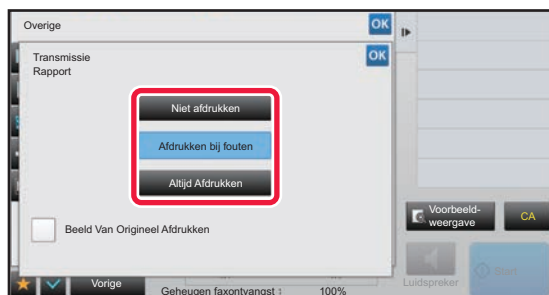 Overige
OK
Transmissie
Rapport
OK
Niet afdrukken
Afdrukken bij fouten
Altijd Afdrukken
Beeld Van Origineel Afdrukken
Voorbeeld-
weergave
CA
Vorige
Geheugen faxontvangst :
100%
Luidspreker
Start